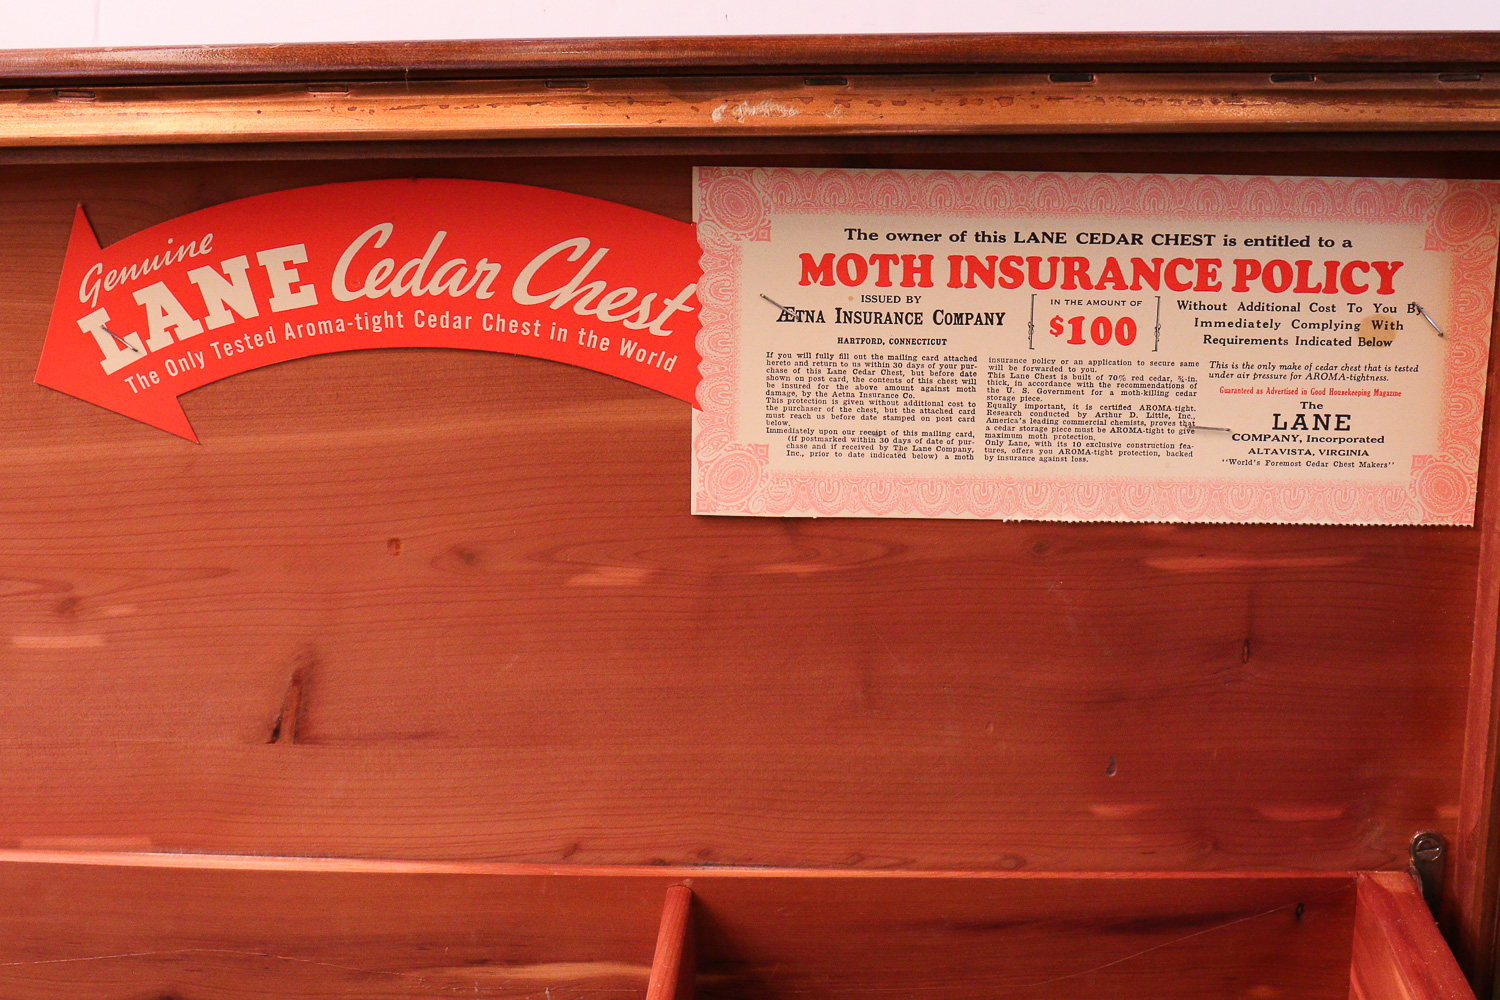 Genuine
LANE Cedar Chest
The Only Tested Aroma-tight Cedar Chest in the World
The owner of this LANE CEDAR CHEST is entitled to a
MOTH INSURANCE POLICY
ISSUED BY
ÆTNA INSURANCE COMPANY
HARTFORD, CONNECTICUT
IN THE AMOUNT OF
$100
Without Additional Cost To You By
Immediately Complying With
Requirements Indicated Below
If you will fully fill out the mailing card attached
hereto and return to us within 30 days of your pur-
chase of this Lane Cedar Chest, but before date
shown on post card, the contents of this chest will
be insured for the above amount against moth
damage, by the Aetna Insurance Co.
This protection is given without additional cost to
the purchaser of the chest, but the attached card
must reach us before date stamped on post card
below.
Immediately upon our receipt of this mailing card,
(if postmarked within 30 days of date of pur-
chase and if received by The Lane Company,
Inc., prior to date indicated below) a moth
insurance policy or an application to secure same
will be forwarded to you.
This Lane Chest is built of 70% red cedar, ¾-in.
thick, in accordance with the recommendations of
the U. S. Government for a moth-killing cedar
storage piece.
Equally important, it is certified AROMA-tight.
Research conducted by Arthur D. Little, Inc.,
America's leading commercial chemists, proves that
a cedar storage piece must be AROMA-tight to give
maximum moth protection.
Only Lane, with its 10 exclusive construction fea-
tures, offers you AROMA-tight protection, backed
by insurance against loss.
This is the only make of cedar chest that is tested
under air pressure for AROMA-tightness.
Guaranteed as Advertised in Good Housekeeping Magazine
The
LANE
COMPANY, Incorporated
ALTAVISTA, VIRGINIA
"World's Foremost Cedar Chest Makers"